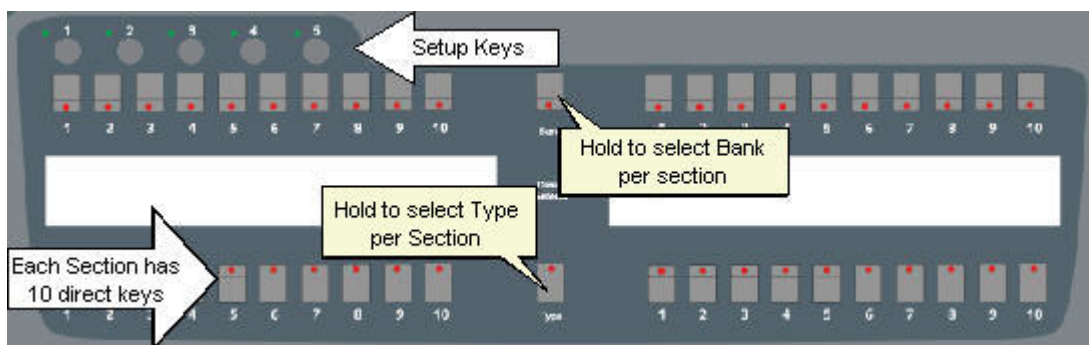 1 2 3 4 5
Setup Keys
1 2 3 4 5 6 7 8 9 10
4 5 6 7 8 9 10
Hold to select Bank
per section
Hold to select Type
per Section
Each Section has
10 direct keys
5 6 7 8 9 10
1 2 3 4 5 6 7 8 9 10